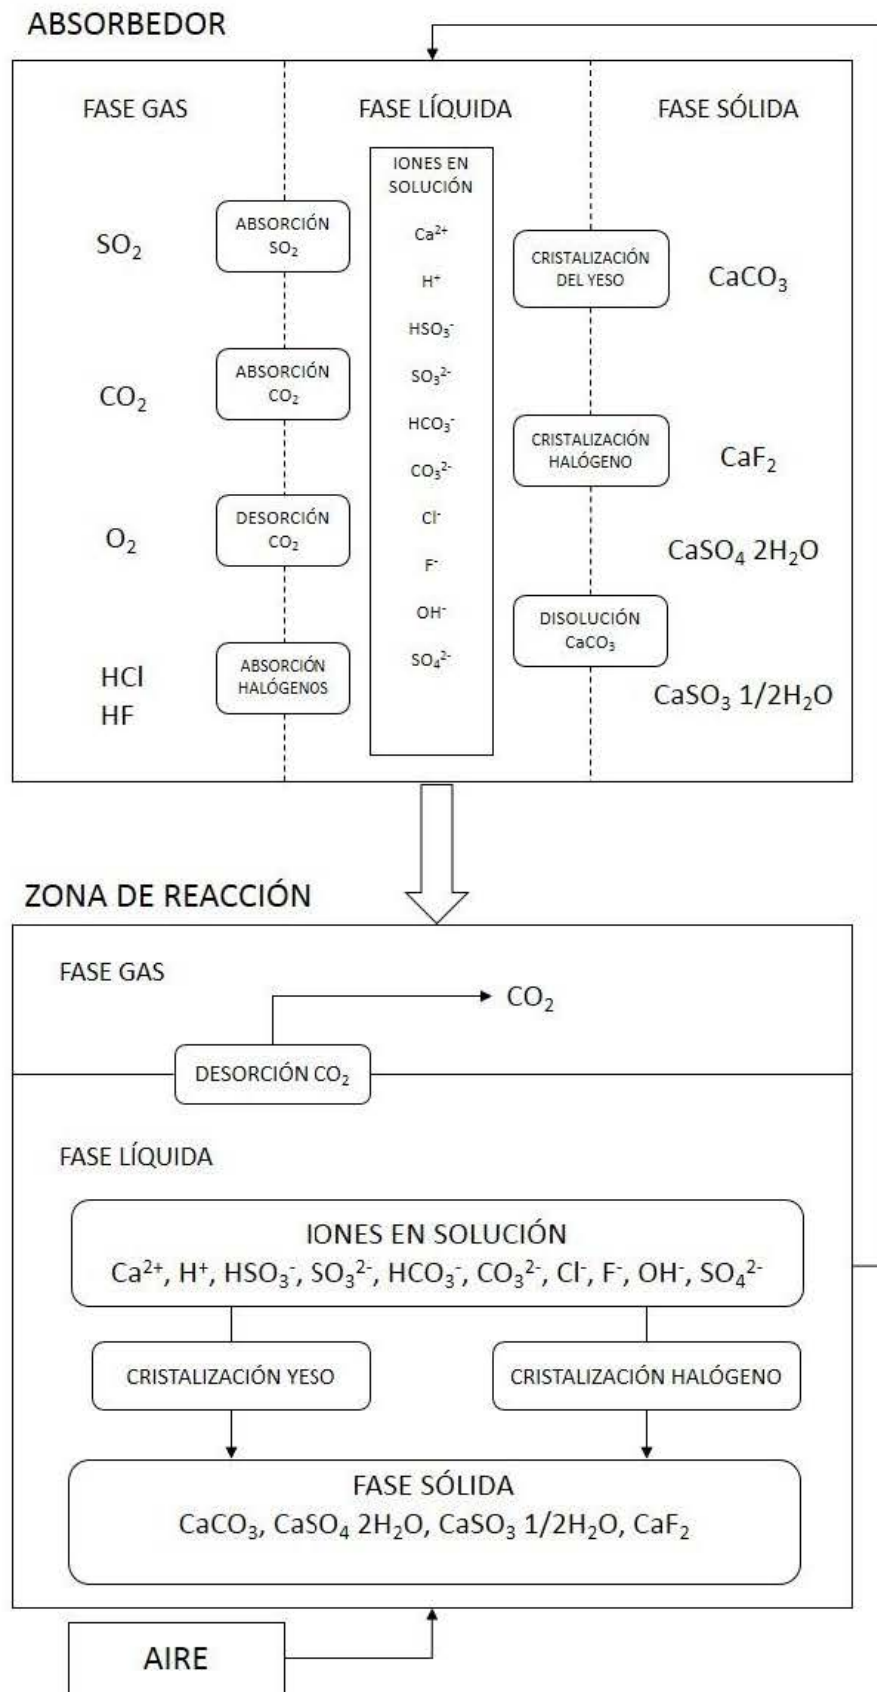 ABSORBEDOR
FASE GAS
FASE LÍQUIDA
FASE SÓLIDA
SO₂
CO₂
O₂
HCl
HF
ABSORCIÓN
SO₂
ABSORCIÓN
CO₂
DESORCIÓN
CO₂
ABSORCIÓN
HALÓGENOS
IONES EN
SOLUCIÓN
Ca²⁺
H⁺
HSO₃⁻
SO₃²⁻
HCO₃⁻
CO₃²⁻
Cl⁻
F⁻
OH⁻
SO₄²⁻
CRISTALIZACIÓN
DEL YESO
CRISTALIZACIÓN
HALÓGENO
DISOLUCIÓN
CaCO₃
CaCO₃
CaF₂
CaSO₄ 2H₂O
CaSO₃ 1/2H₂O
ZONA DE REACCIÓN
FASE GAS
CO₂
DESORCIÓN CO₂
FASE LÍQUIDA
IONES EN SOLUCIÓN
Ca²⁺, H⁺, HSO₃⁻, SO₃²⁻, HCO₃⁻, CO₃²⁻, Cl⁻, F⁻, OH⁻, SO₄²⁻
CRISTALIZACIÓN YESO
CRISTALIZACIÓN HALÓGENO
FASE SÓLIDA
CaCO₃, CaSO₄ 2H₂O, CaSO₃ 1/2H₂O, CaF₂
AIRE